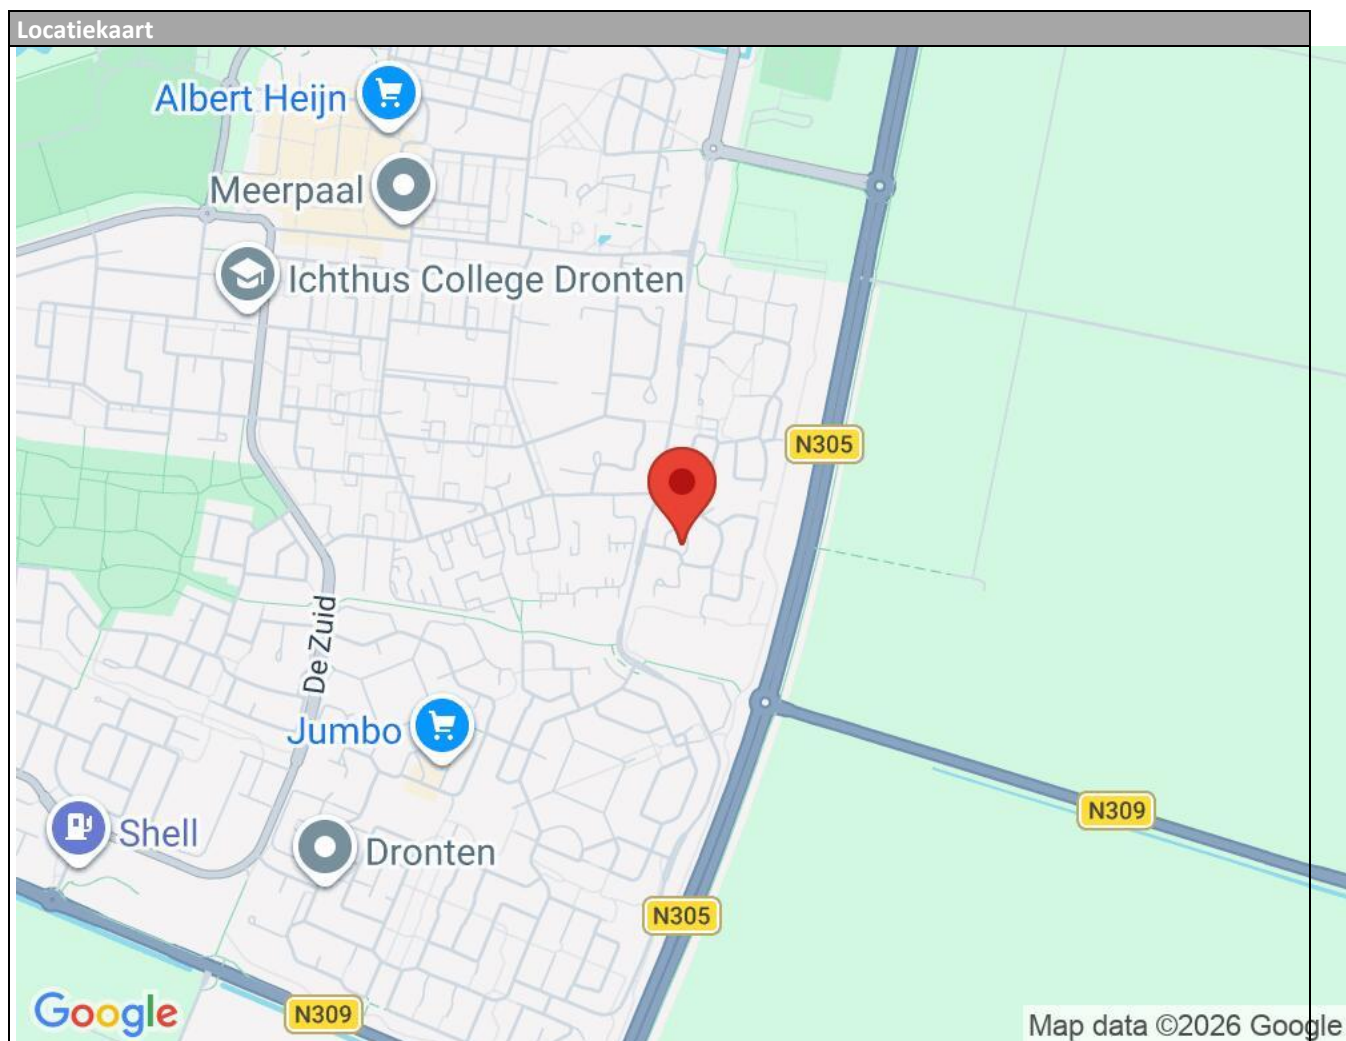 Locatiekaart
Albert Heijn
Meerpaal
Ichthus College Dronten
N305
De Zuid
Jumbo
N309
Shell
Dronten
N305
N309
Google
Map data ©2026 Google